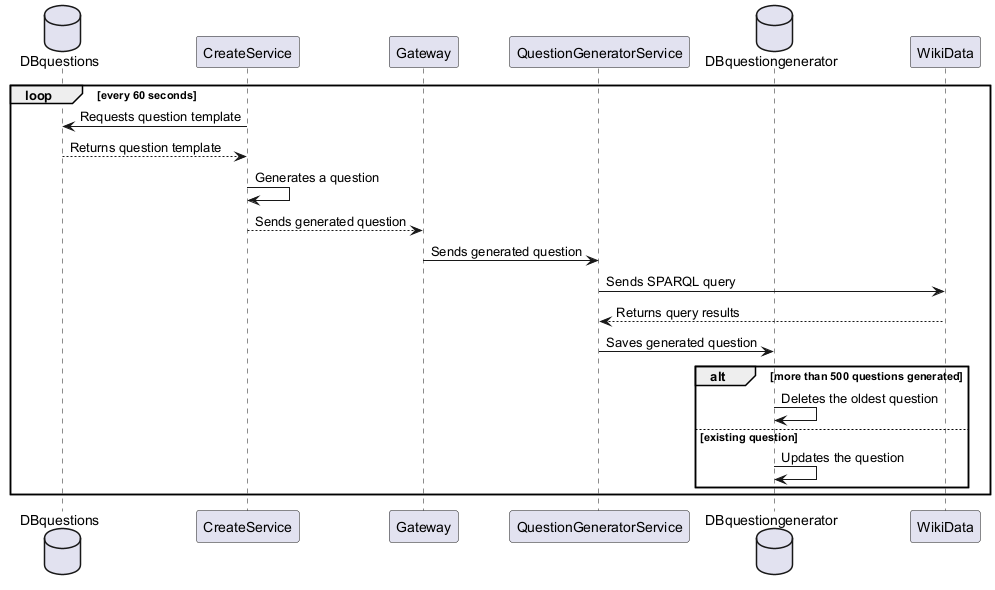 DBquestions
CreateService
Gateway
QuestionGeneratorService
DBquestiongenerator
WikiData
loop [every 60 seconds]
Requests question template
Returns question template
Generates a question
Sends generated question
Sends generated question
Sends SPARQL query
Returns query results
Saves generated question
alt [more than 500 questions generated]
Deletes the oldest question
[existing question]
Updates the question
DBquestions
CreateService
Gateway
QuestionGeneratorService
DBquestiongenerator
WikiData